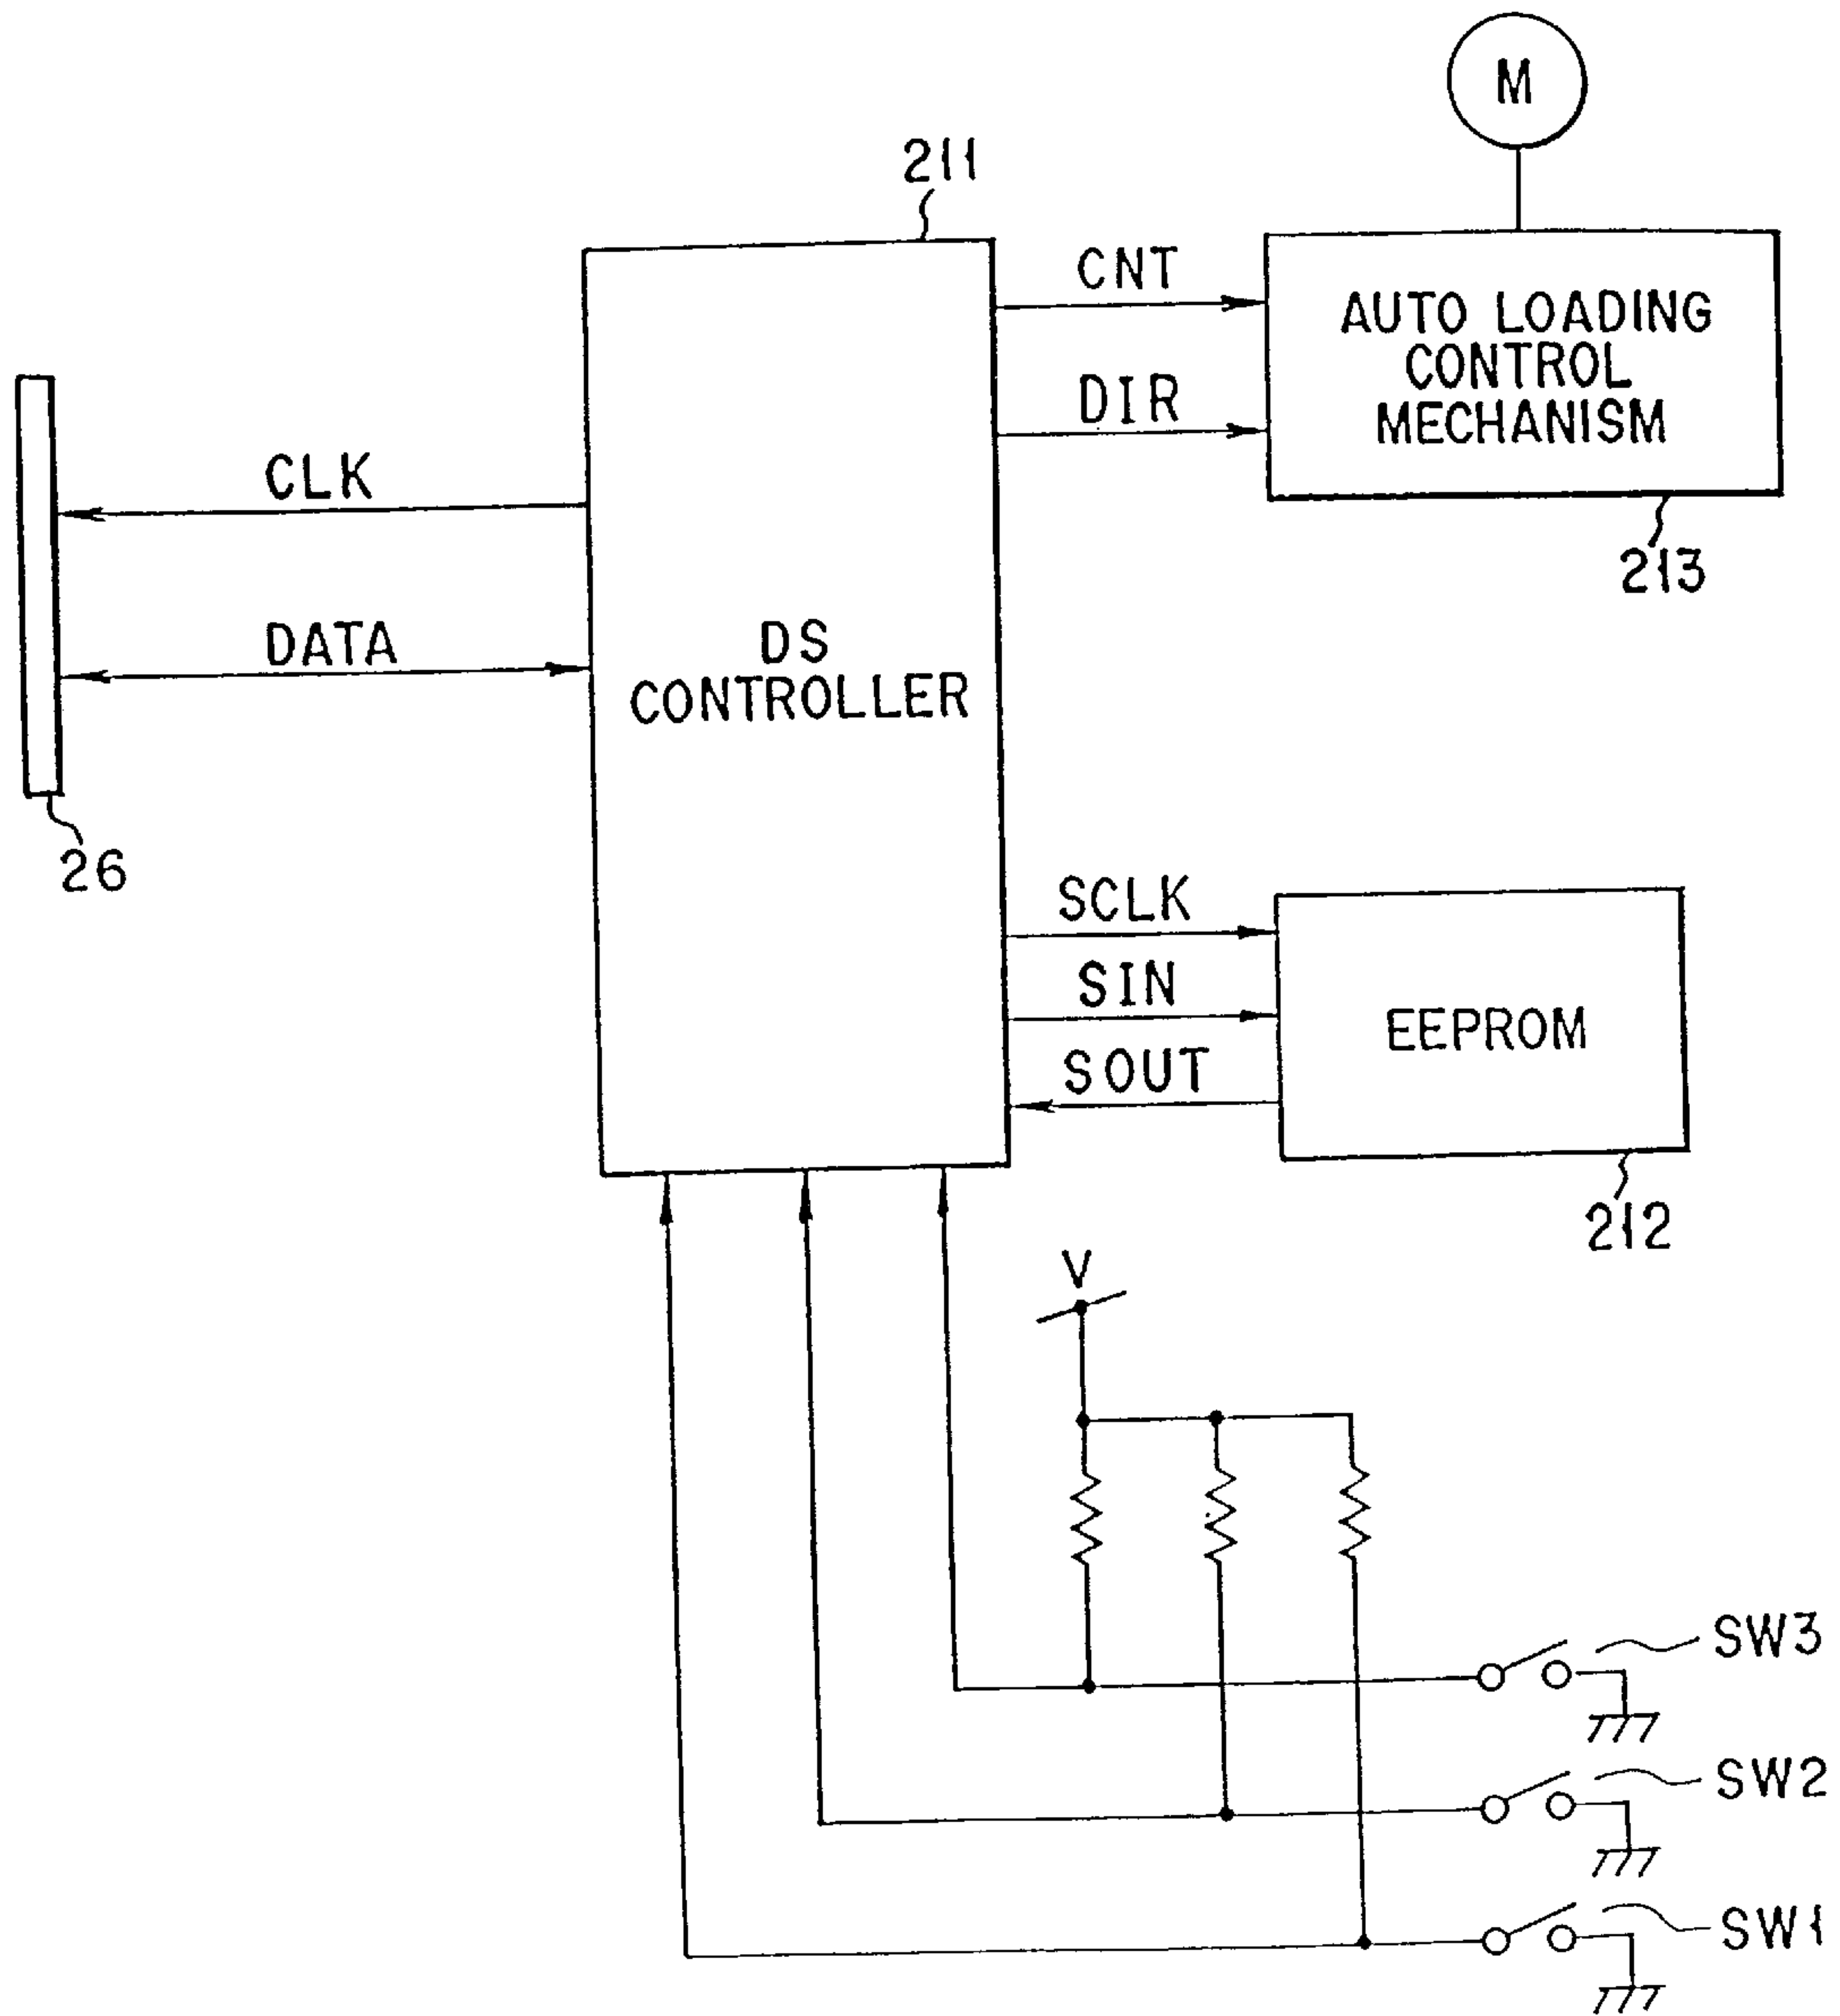 M
211
CNT
AUTO LOADING
CONTROL
MECHANISM
DIR
213
CLK
DATA
DS
CONTROLLER
26
SCLK
SIN
SOUT
EEPROM
212
V
SW3
SW2
SW1